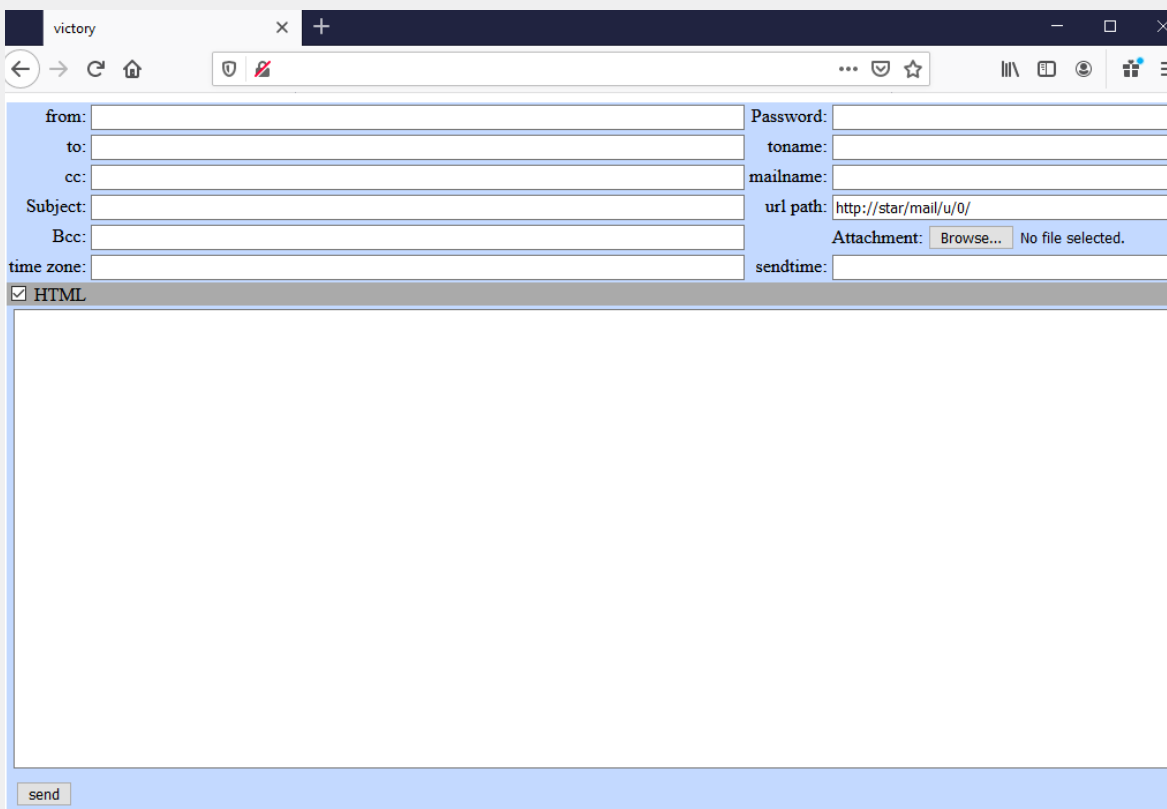 victory
from: Password:
to: toname:
cc: mailname:
Subject: url path: http://star/mail/u/0/
Bcc: Attachment: Browse... No file selected.
time zone: sendtime:
HTML
send